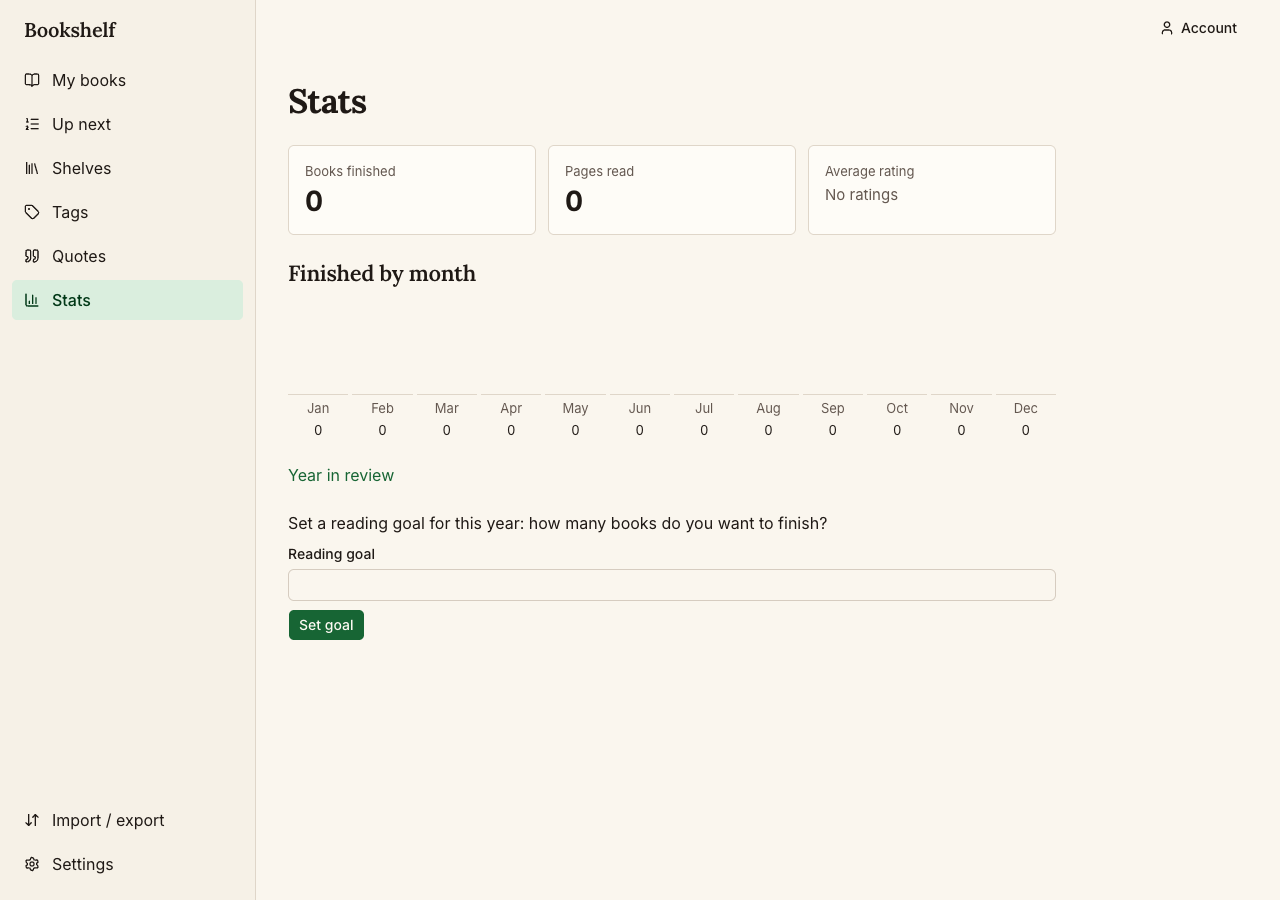 Bookshelf
My books
Up next
Shelves
Tags
Quotes
Stats
Import / export
Settings
Account
Stats
Books finished
0
Pages read
0
Average rating
No ratings
Finished by month
Jan Feb Mar Apr May Jun Jul Aug Sep Oct Nov Dec
0 0 0 0 0 0 0 0 0 0 0 0
Year in review
Set a reading goal for this year: how many books do you want to finish?
Reading goal
Set goal